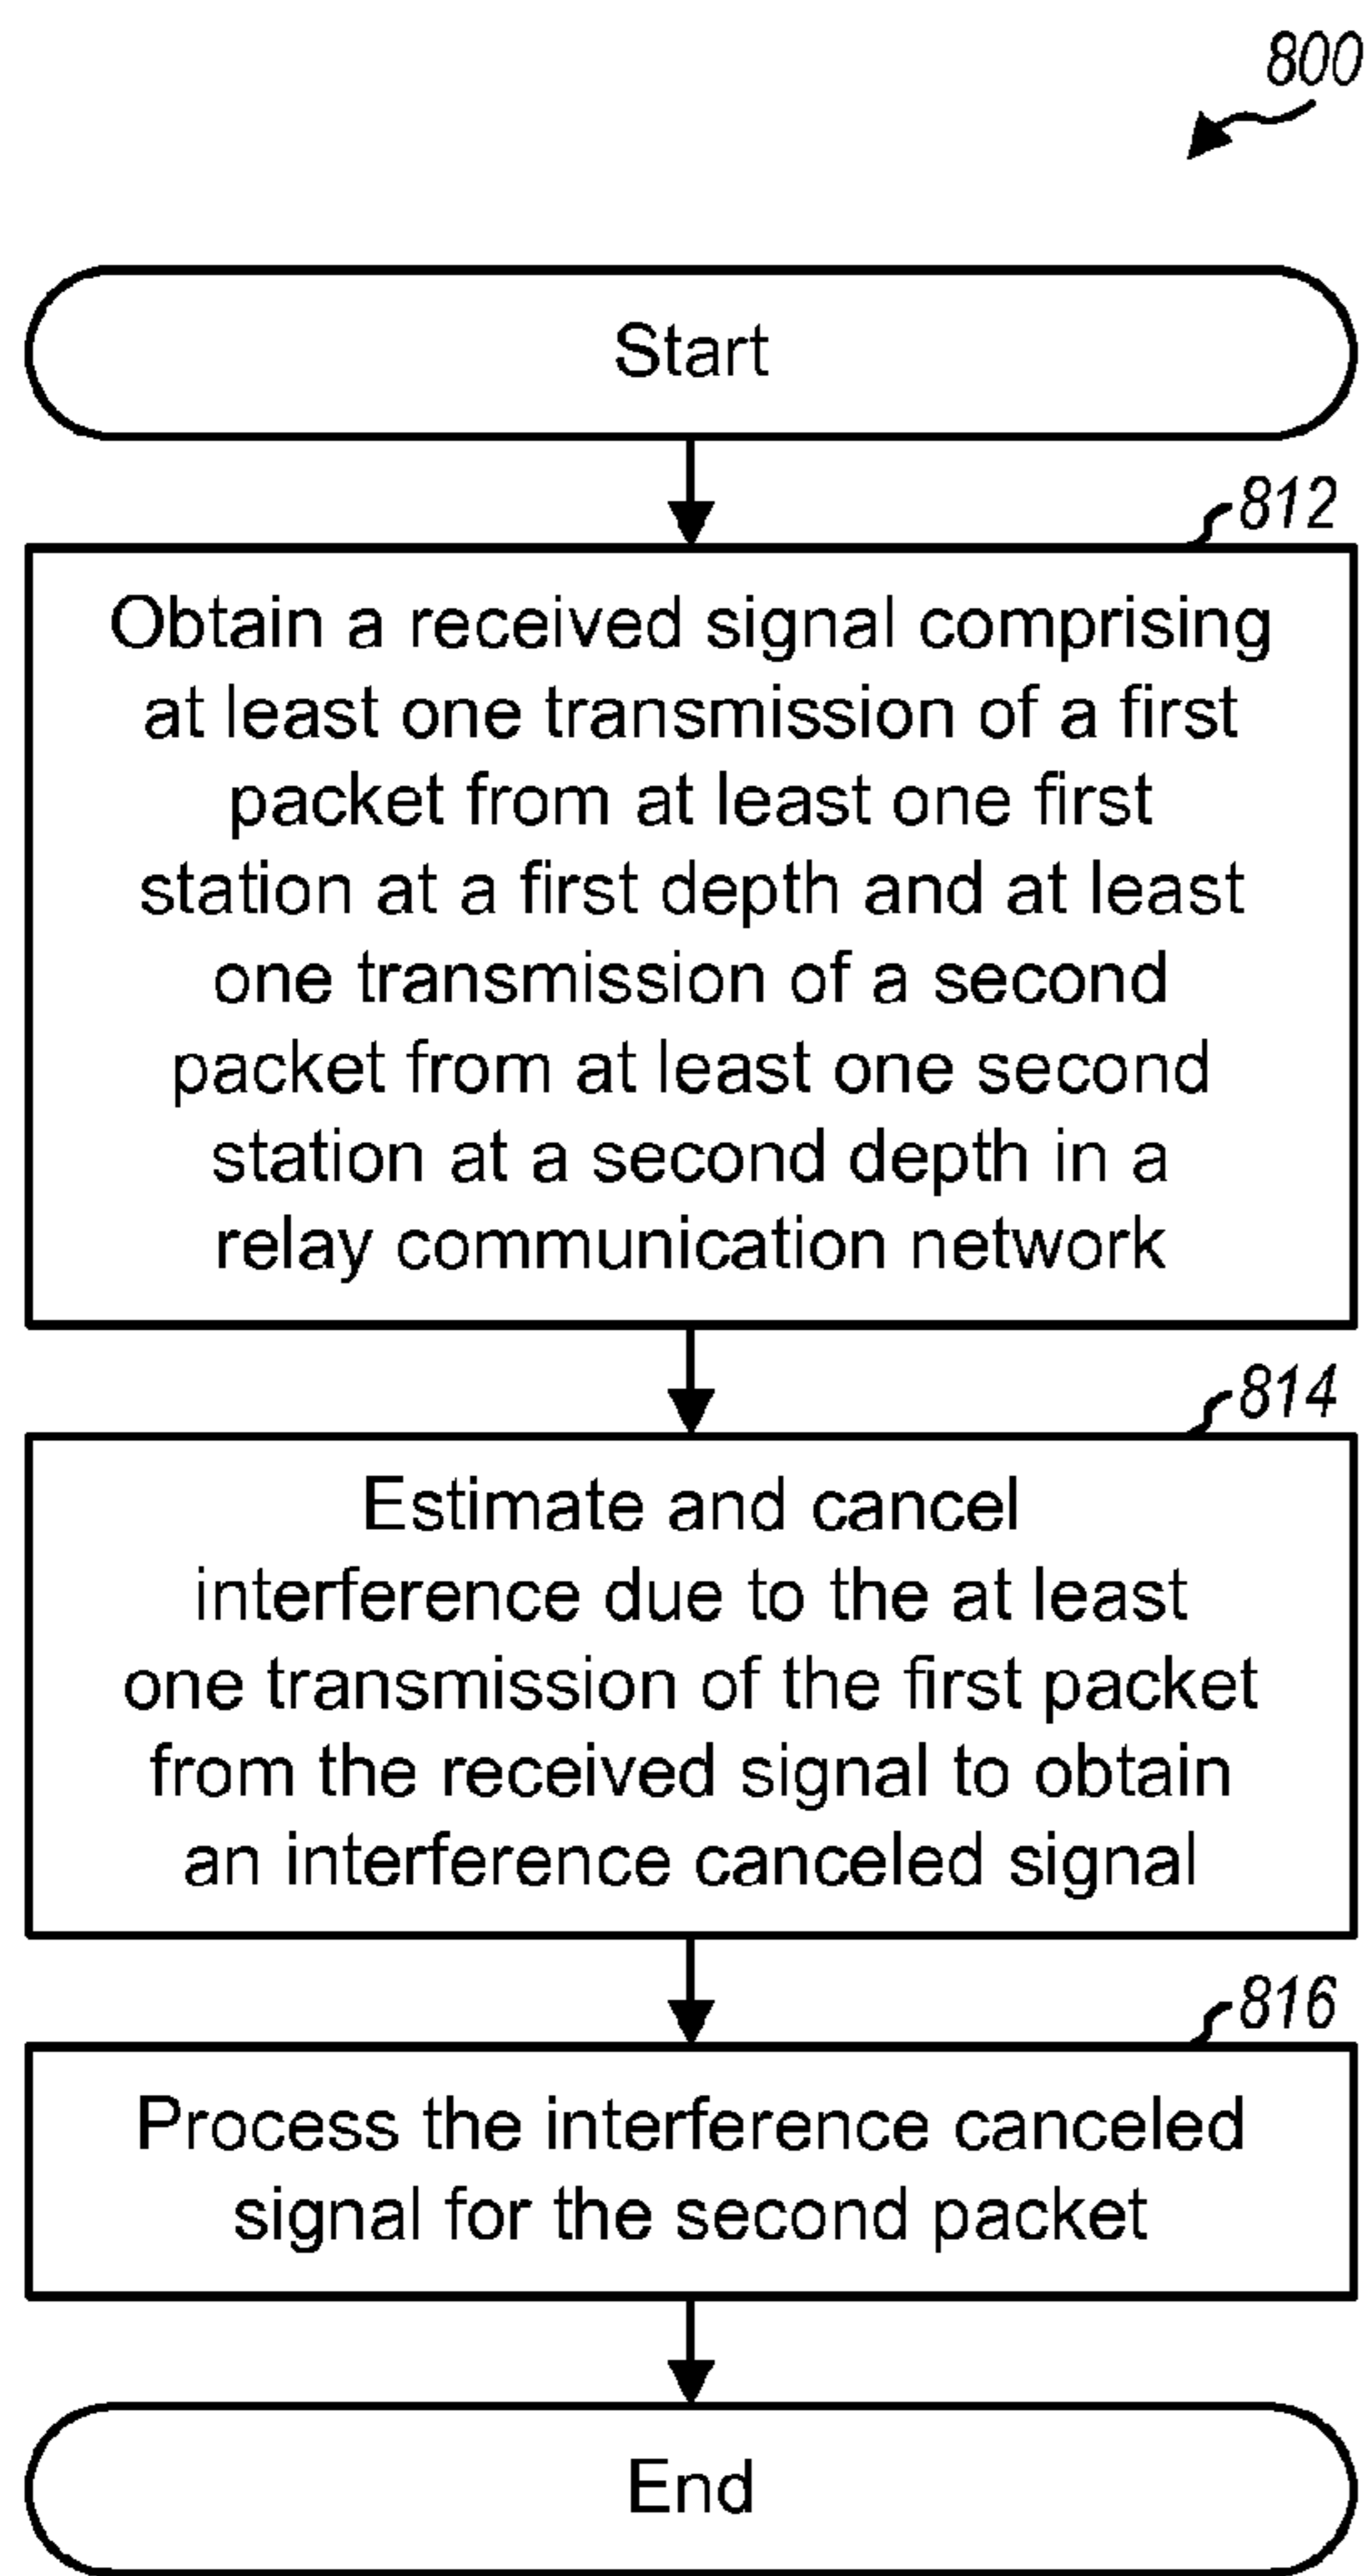 800
Start
812
Obtain a received signal comprising
at least one transmission of a first
packet from at least one first
station at a first depth and at least
one transmission of a second
packet from at least one second
station at a second depth in a
relay communication network
814
Estimate and cancel
interference due to the at least
one transmission of the first packet
from the received signal to obtain
an interference canceled signal
816
Process the interference canceled
signal for the second packet
End